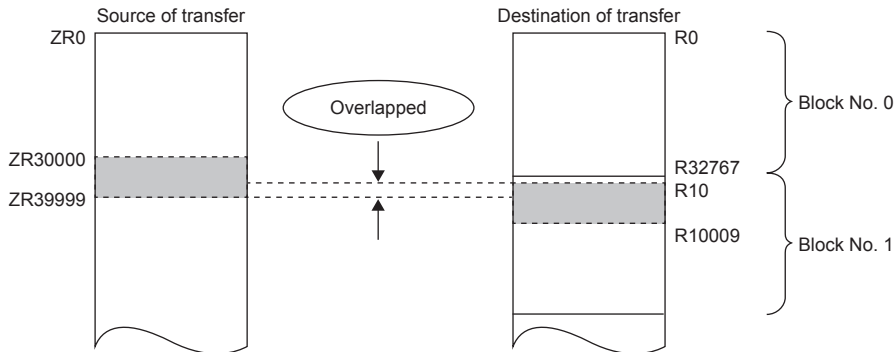 Source of transfer
Destination of transfer
ZR0
R0
Block No. 0
Overlapped
ZR30000
R32767
ZR39999
R10
R10009
Block No. 1